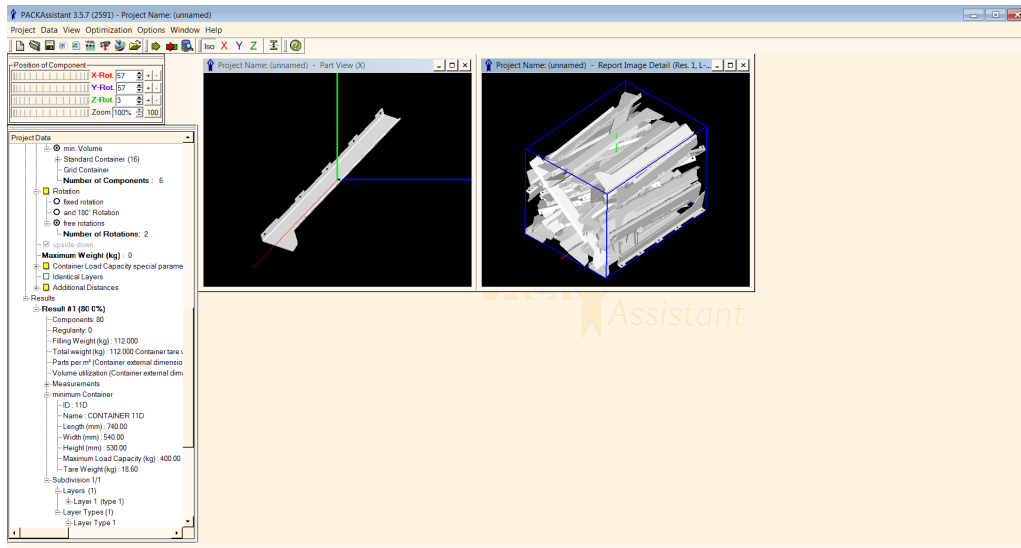 PACKAssistant 3.5.7 (2591) - Project Name: (unnamed)
Project Data View Optimization Options Window Help
Iso X Y Z
Position of Component
X-Rot. 57 + -
Y-Rot. 57 + -
Z-Rot. 3 + -
Zoom 100% 100
Project Name: (unnamed) - Part View (X)
Project Name: (unnamed) - Report Image Detail (Res. 1, L-...
Project Data
min. Volume
Standard Container (16)
Grid Container
Number of Components : 6
Rotation
fixed rotation
and 180° Rotation
free rotations
Number of Rotations: 2
upside down
Maximum Weight (kg) : 0
Container Load Capacity special parame
Identical Layers
Additional Distances
Results
Result #1 (80 0%)
Components: 80
Regularity: 0
Filling Weight (kg) : 112.000
Total weight (kg) : 112.000 Container tare
Parts per m³ (Container external dimensio
Volume utilization (Container external dim
Measurements
minimum Container
ID : 11D
Name : CONTAINER 11D
Length (mm) : 740.00
Width (mm) : 540.00
Height (mm) : 530.00
Maximum Load Capacity (kg) : 400.00
Tare Weight (kg) : 18.60
Subdivision 1/1
Layers (1)
Layer 1 (type 1)
Layer Types (1)
Layer Type 1
Assistant